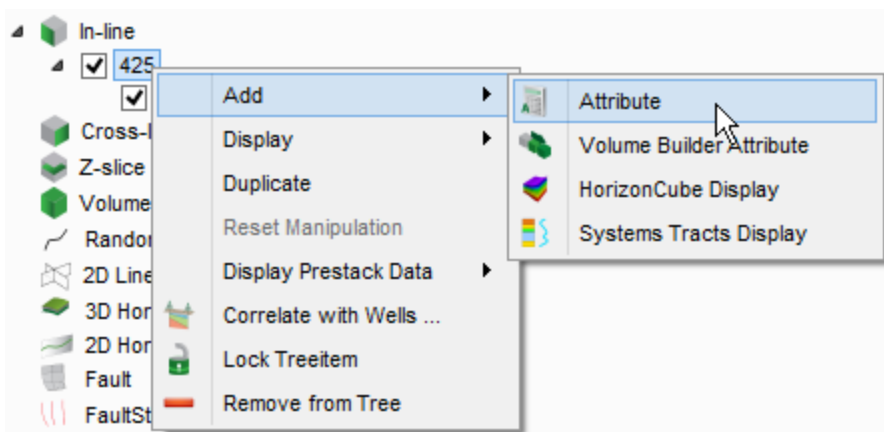 In-line
425
Cross-l
Z-slice
Volume
Random
2D Line
3D Hor
2D Hor
Fault
FaultSt
Add
Display
Duplicate
Reset Manipulation
Display Prestack Data
Correlate with Wells ...
Lock Treeitem
Remove from Tree
Attribute
Volume Builder Attribute
HorizonCube Display
Systems Tracts Display